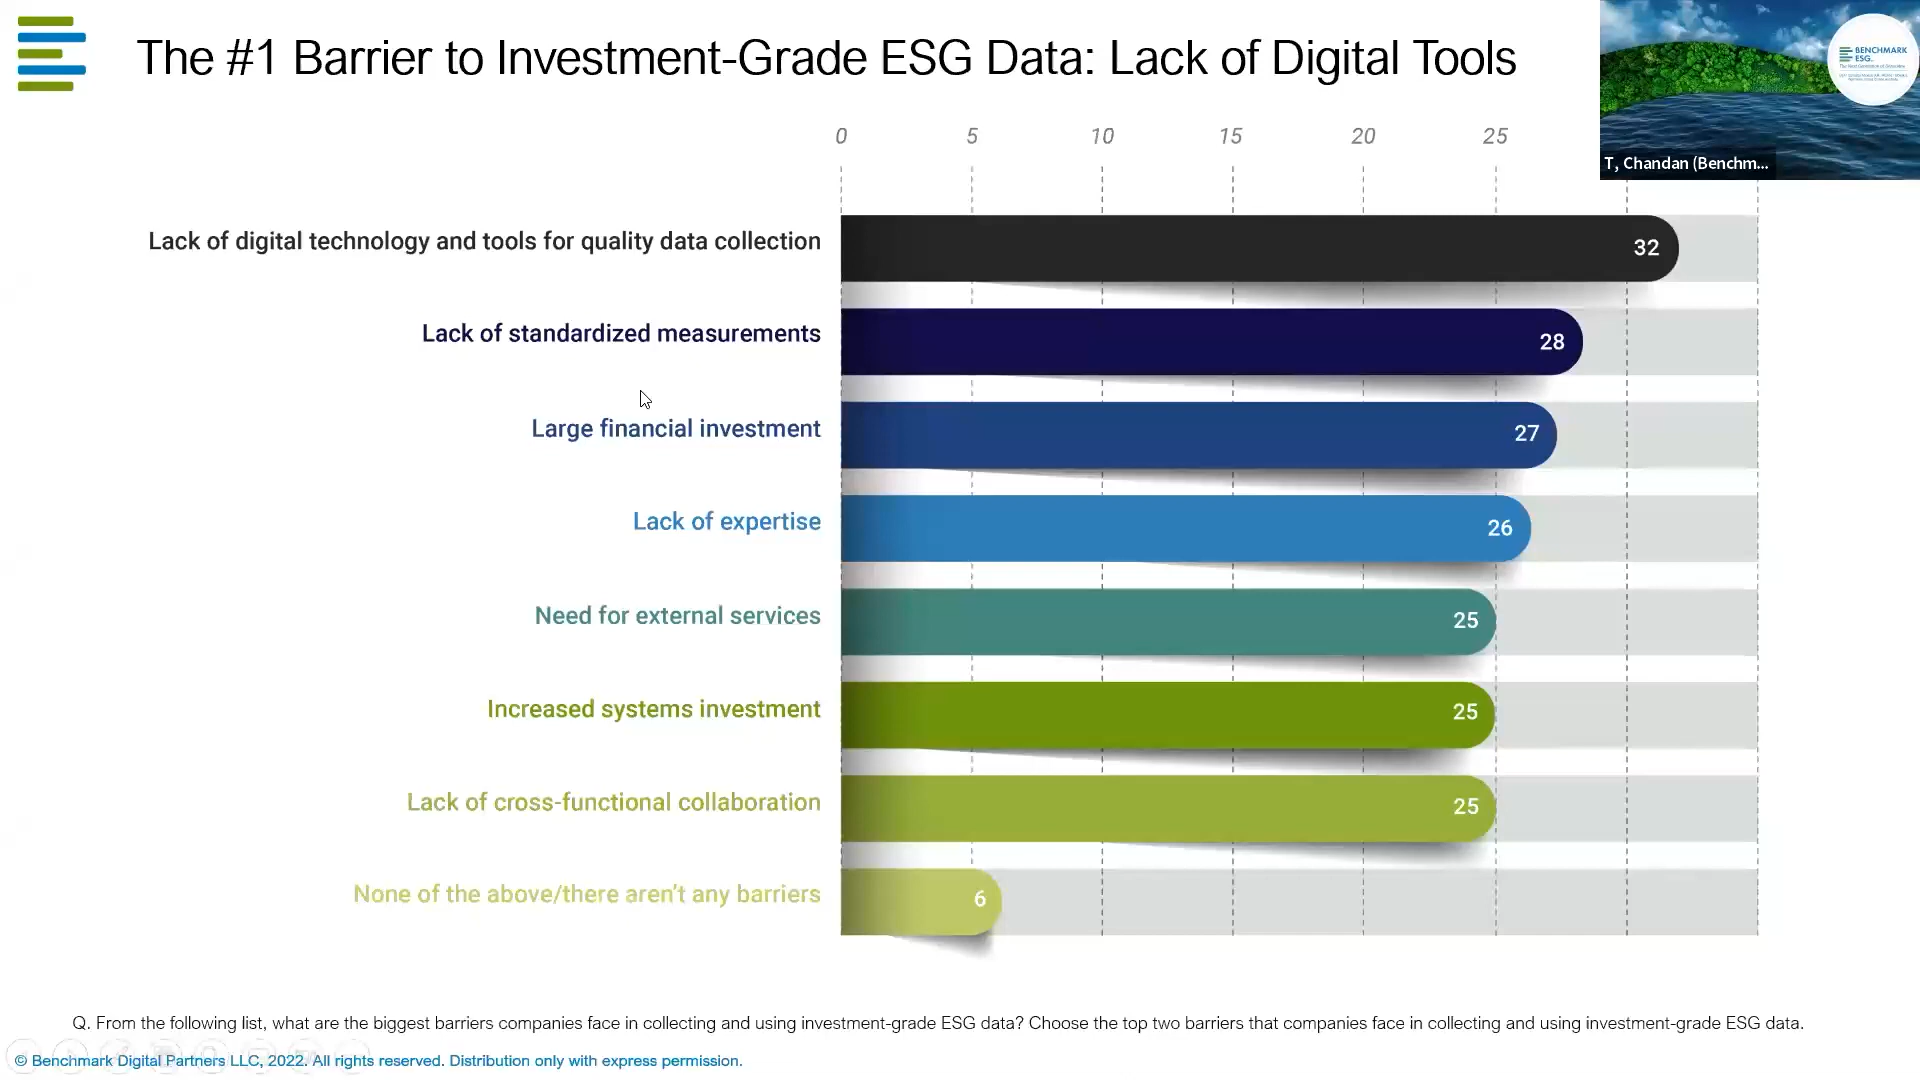 The #1 Barrier to Investment-Grade ESG Data: Lack of Digital Tools
BENCHMARK
ESG
T, Chandan (Benchm...
0 5 10 15 20 25
Lack of digital technology and tools for quality data collection 32
Lack of standardized measurements 28
Large financial investment 27
Lack of expertise 26
Need for external services 25
Increased systems investment 25
Lack of cross-functional collaboration 25
None of the above/there aren't any barriers 6
Q. From the following list, what are the biggest barriers companies face in collecting and using investment-grade ESG data? Choose the top two barriers that companies face in collecting and using investment-grade ESG data.
© Benchmark Digital Partners LLC, 2022. All rights reserved. Distribution only with express permission.